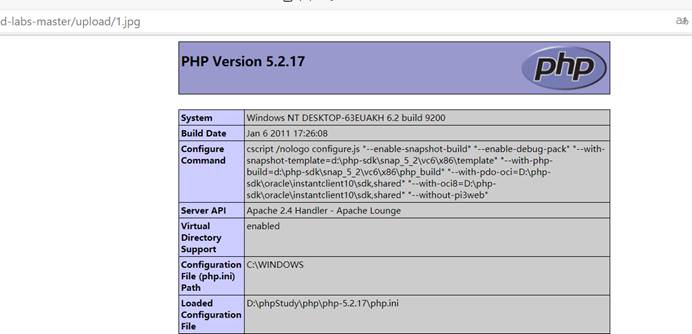 d-labs-master/upload/1.jpg
PHP Version 5.2.17
php
System Windows NT DESKTOP-63EUAKH 6.2 build 9200
Build Date Jan 6 2011 17:26:08
Configure cscript /nologo configure.js "--enable-snapshot-build" "--enable-debug-pack" "--with-
Command snapshot-template=d:\php-sdk\snap_5_2\vc6\x86\template" "--with-php-
build=d:\php-sdk\snap_5_2\vc6\x86\php_build" "--with-pdo-oci=D:\php-
sdk\oracle\instantclient10\sdk,shared" "--with-oci8=D:\php-
sdk\oracle\instantclient10\sdk,shared" "--without-pi3web"
Server API Apache 2.4 Handler - Apache Lounge
Virtual enabled
Directory
Support
Configuration C:\WINDOWS
File (php.ini)
Path
Loaded D:\phpStudy\php\php-5.2.17\php.ini
Configuration
File